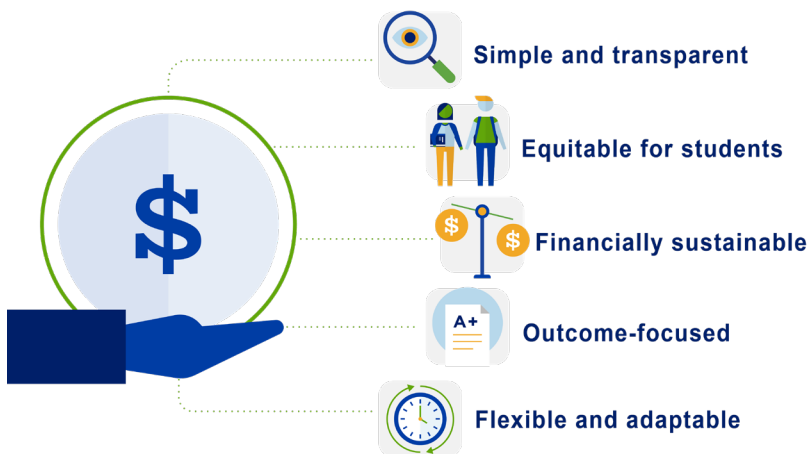 Simple and transparent
$
Equitable for students
$
$
Financially sustainable
A+
Outcome-focused
Flexible and adaptable